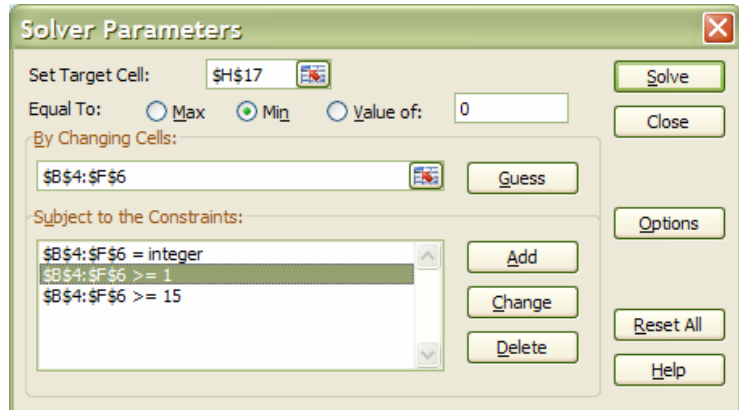 Solver Parameters
Set Target Cell: $H$17 Solve
Equal To: Max Min Value of: 0 Close
By Changing Cells:
$B$4:$F$6 Guess
Subject to the Constraints: Options
$B$4:$F$6 = integer Add
$B$4:$F$6 >= 1
$B$4:$F$6 >= 15 Change
Reset All
Delete
Help